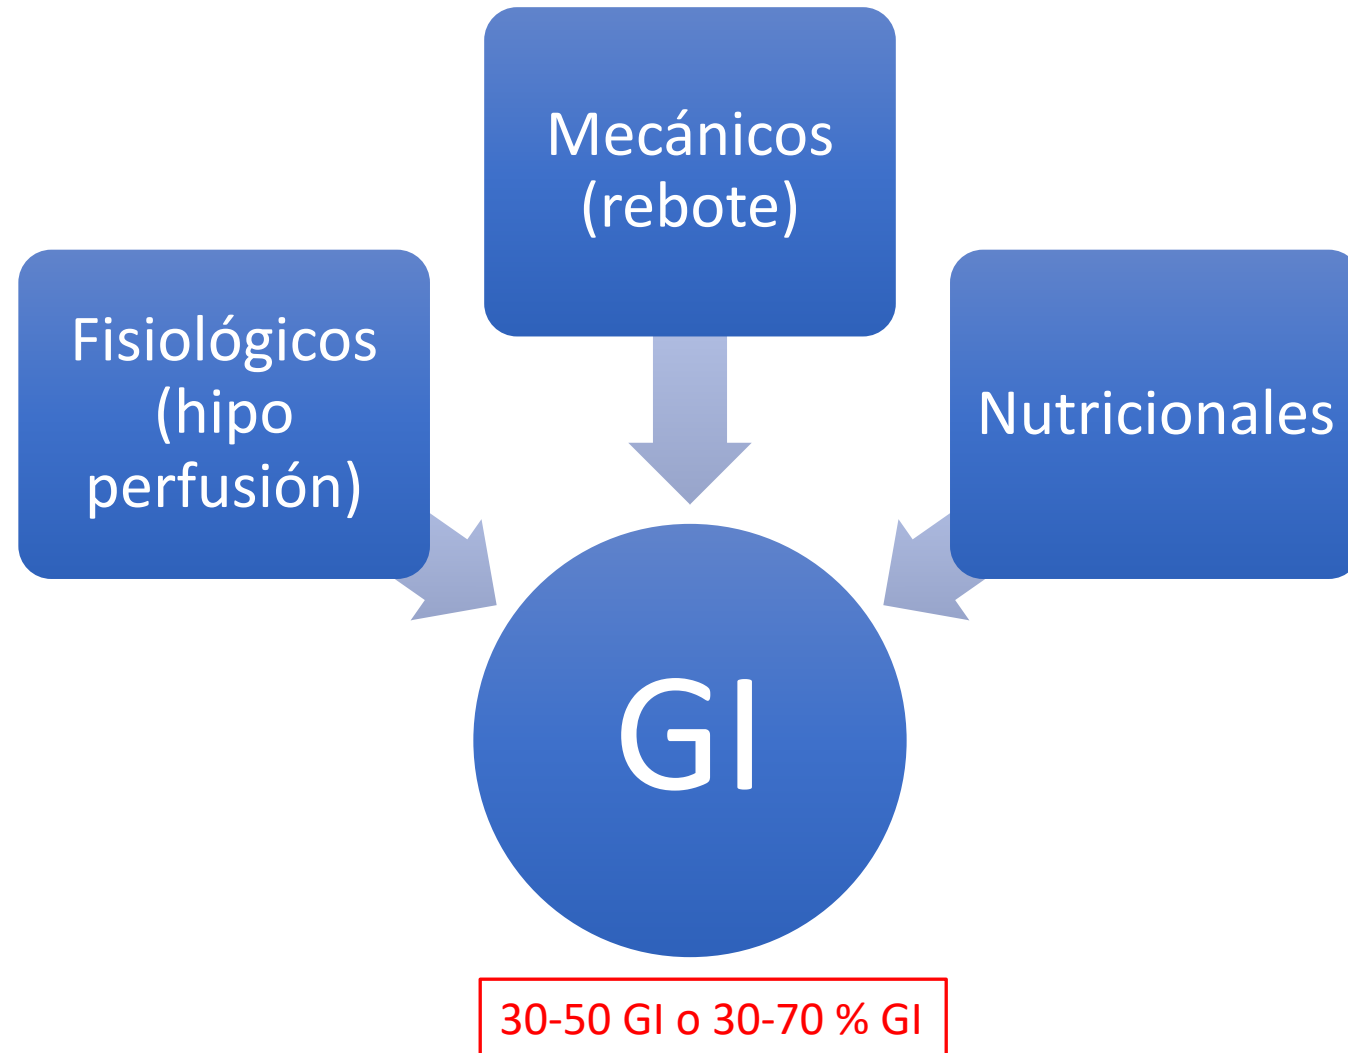 Mecánicos
(rebote)
Fisiológicos
(hipo
perfusión)
Nutricionales
GI
30-50 GI o 30-70 % GI